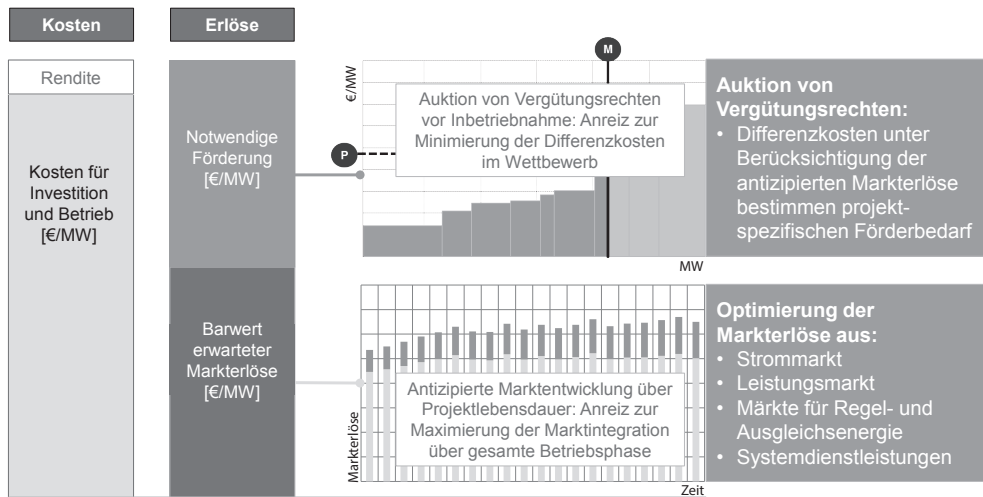 Kosten
Erlöse
Rendite
Kosten für
Investition
und Betrieb
[€/MW]
Notwendige
Förderung
[€/MW]
Barwert
erwarteter
Markterlöse
[€/MW]
M
€/MW
Auktion von Vergütungsrechten
vor Inbetriebnahme: Anreiz zur
Minimierung der Differenzkosten
im Wettbewerb
P
MW
Auktion von
Vergütungsrechten:
• Differenzkosten unter
Berücksichtigung der
antizipierten Markterlöse
bestimmen projekt-
spezifischen Förderbedarf
Markterlöse
Antizipierte Marktentwicklung über
Projektlebensdauer: Anreiz zur
Maximierung der Marktintegration
über gesamte Betriebsphase
Zeit
Optimierung der
Markterlöse aus:
• Strommarkt
• Leistungsmarkt
• Märkte für Regel- und
Ausgleichsenergie
• Systemdienstleistungen